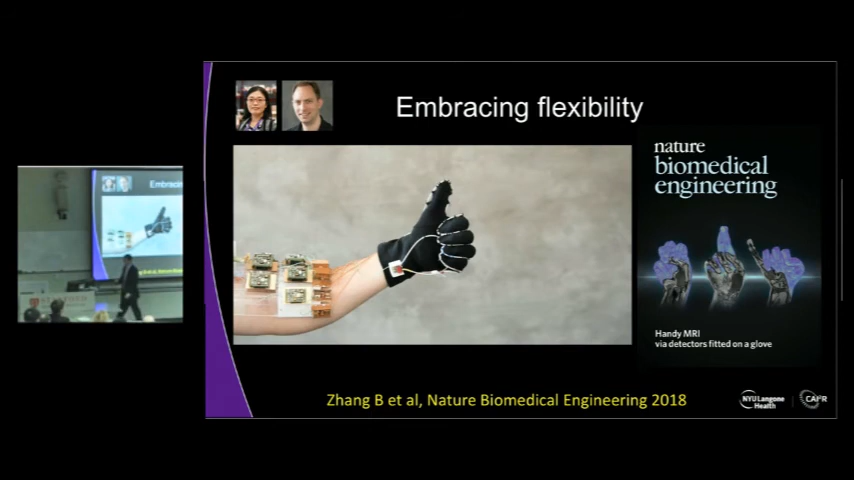 Embracing flexibility
nature
biomedical
engineering
Handy MRI
via detectors fitted on a glove
Zhang B et al, Nature Biomedical Engineering 2018
NYU Langone
Health
CAI²R